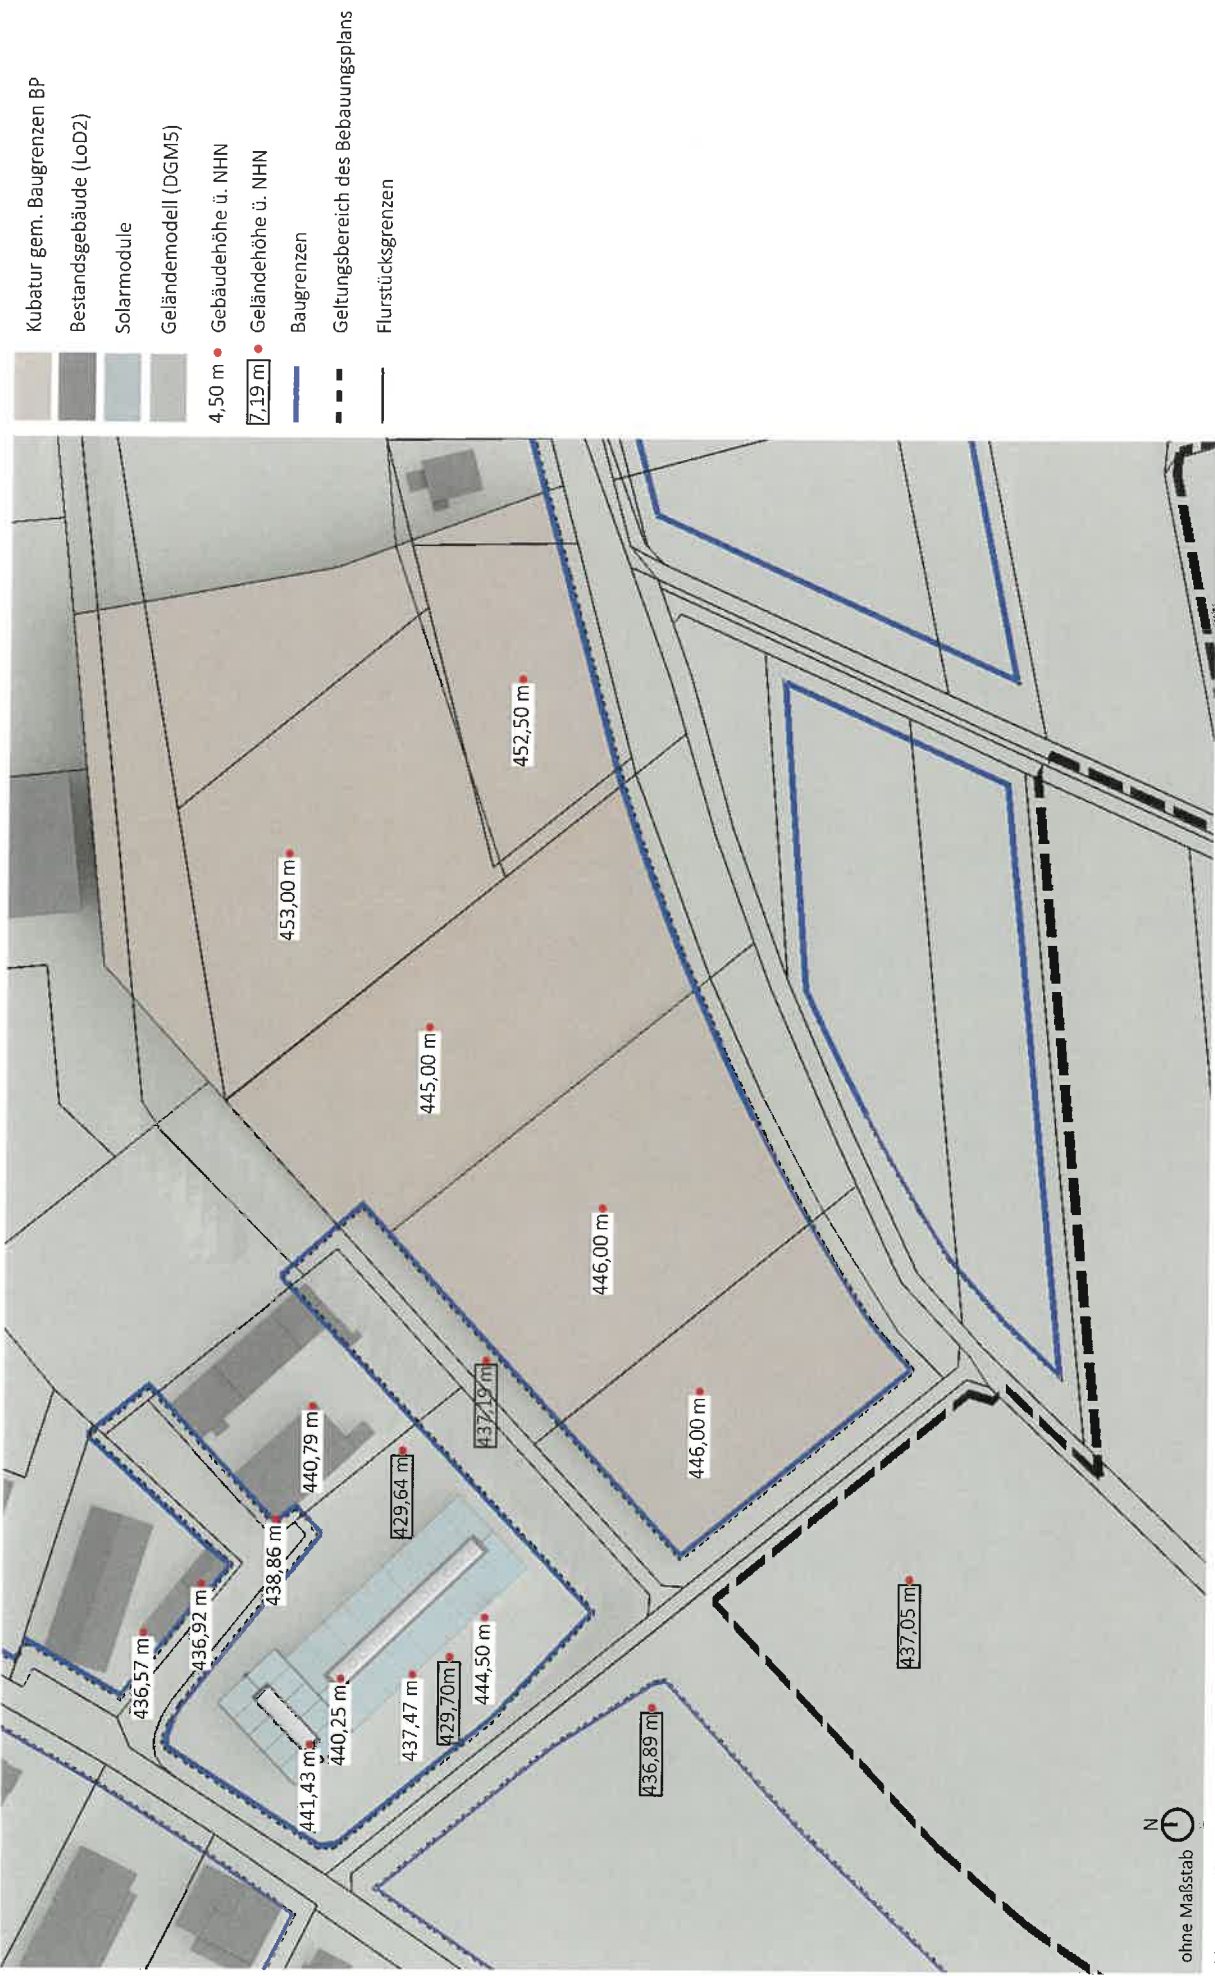 Kubatur gem. Baugrenzen BP
Bestandsgebäude (LoD2)
Solarmodule
Geländemodell (DGM5)
4,50 m Gebäudehöhe ü. NHN
7,19 m Geländehöhe ü. NHN
Baugrenzen
Geltungsbereich des Bebauungsplans
Flurstücksgrenzen
436,57 m
436,92 m
438,86 m
440,79 m
441,43 m
440,25 m
437,47 m
429,70m
444,50 m
429,64 m
437,19 m
453,00 m
445,00 m
452,50 m
446,00 m
446,00 m
436,89 m
437,05 m
N
ohne Maßstab